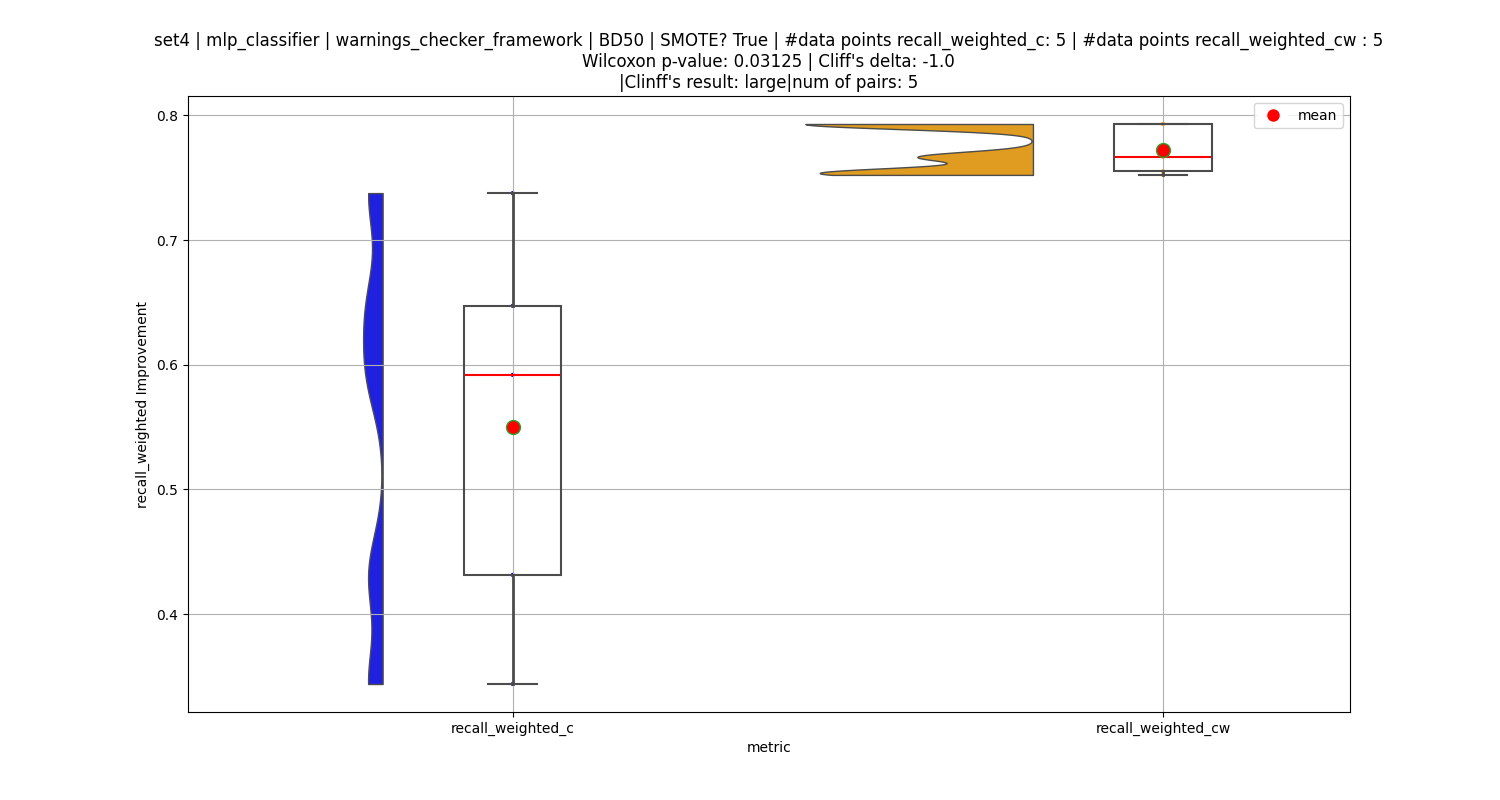 set4 | mlp_classifier | warnings_checker_framework | BD50 | SMOTE? True | #data points recall_weighted_c: 5 | #data points recall_weighted_cw : 5
Wilcoxon p-value: 0.03125 | Cliff's delta: -1.0
|Clinff's result: large|num of pairs: 5
mean
0.8
0.7
0.6
0.5
0.4
recall_weighted Improvement
recall_weighted_c
recall_weighted_cw
metric